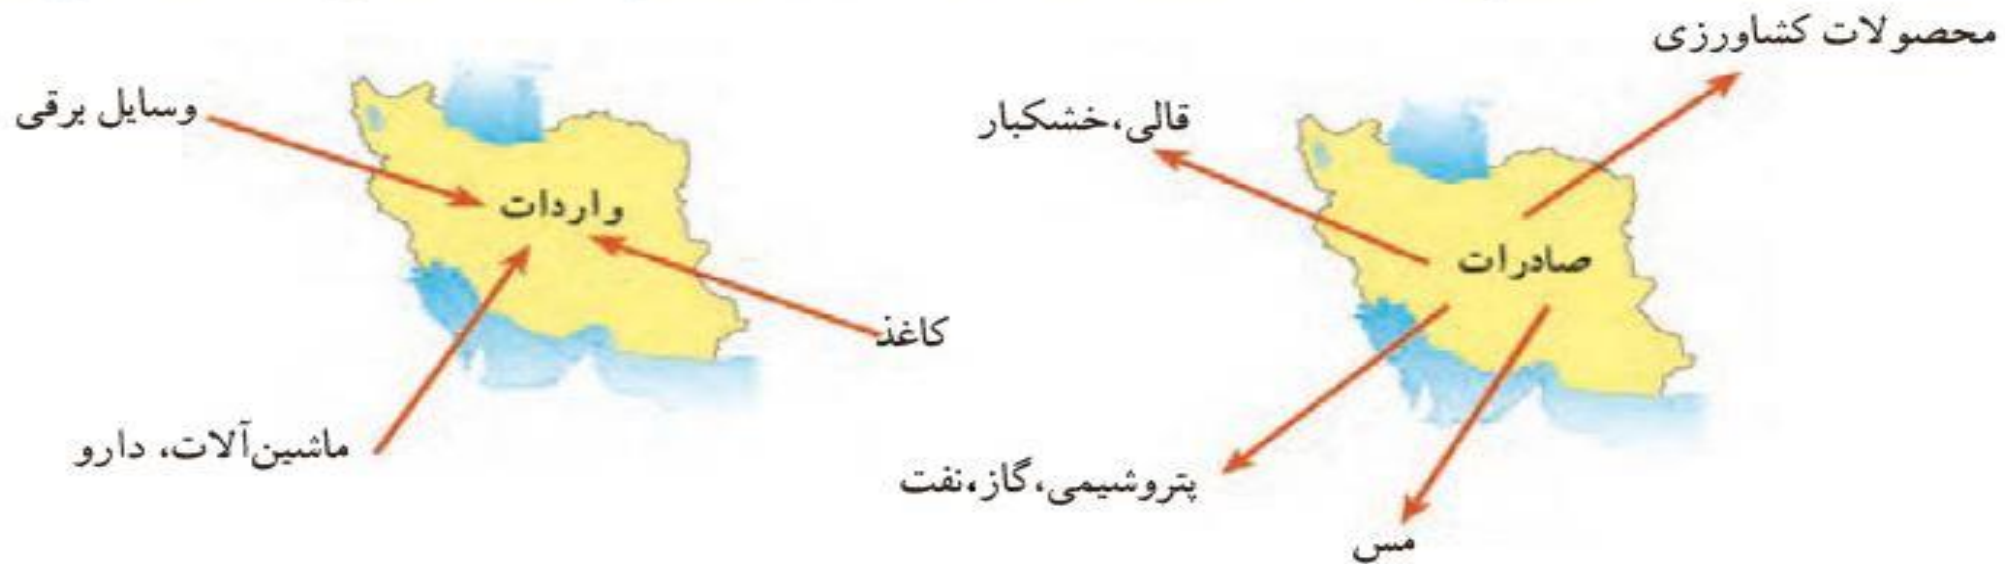 محصولات کشاورزی
قالی،خشکبار
صادرات
پتروشیمی،گاز،نفت
مس
وسایل برقی
واردات
کاغذ
ماشین‌آلات، دارو